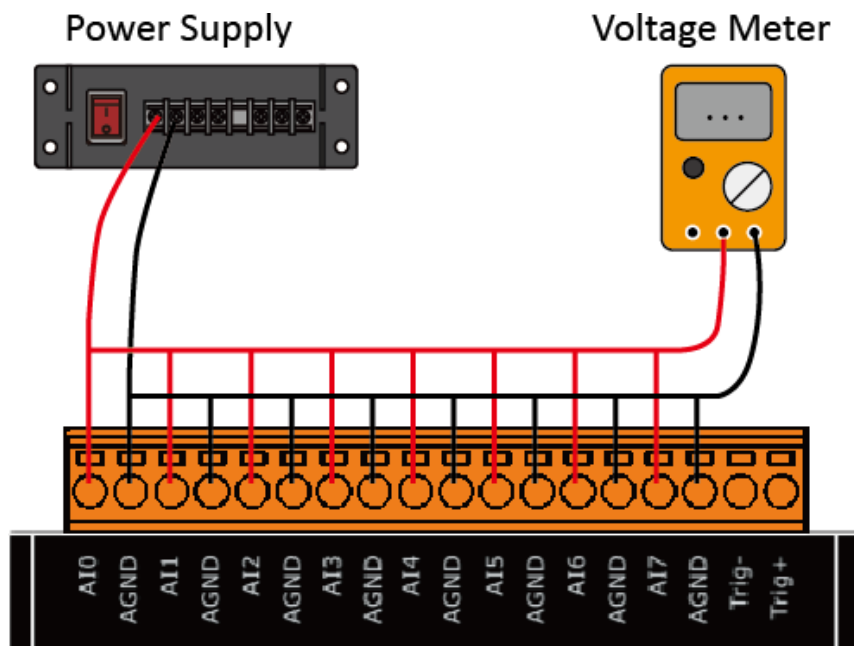 Power Supply
Voltage Meter
...
AI0
AGND
AI1
AGND
AI2
AGND
AI3
AGND
AI4
AGND
AI5
AGND
AI6
AGND
AI7
AGND
Trig-
Trig+